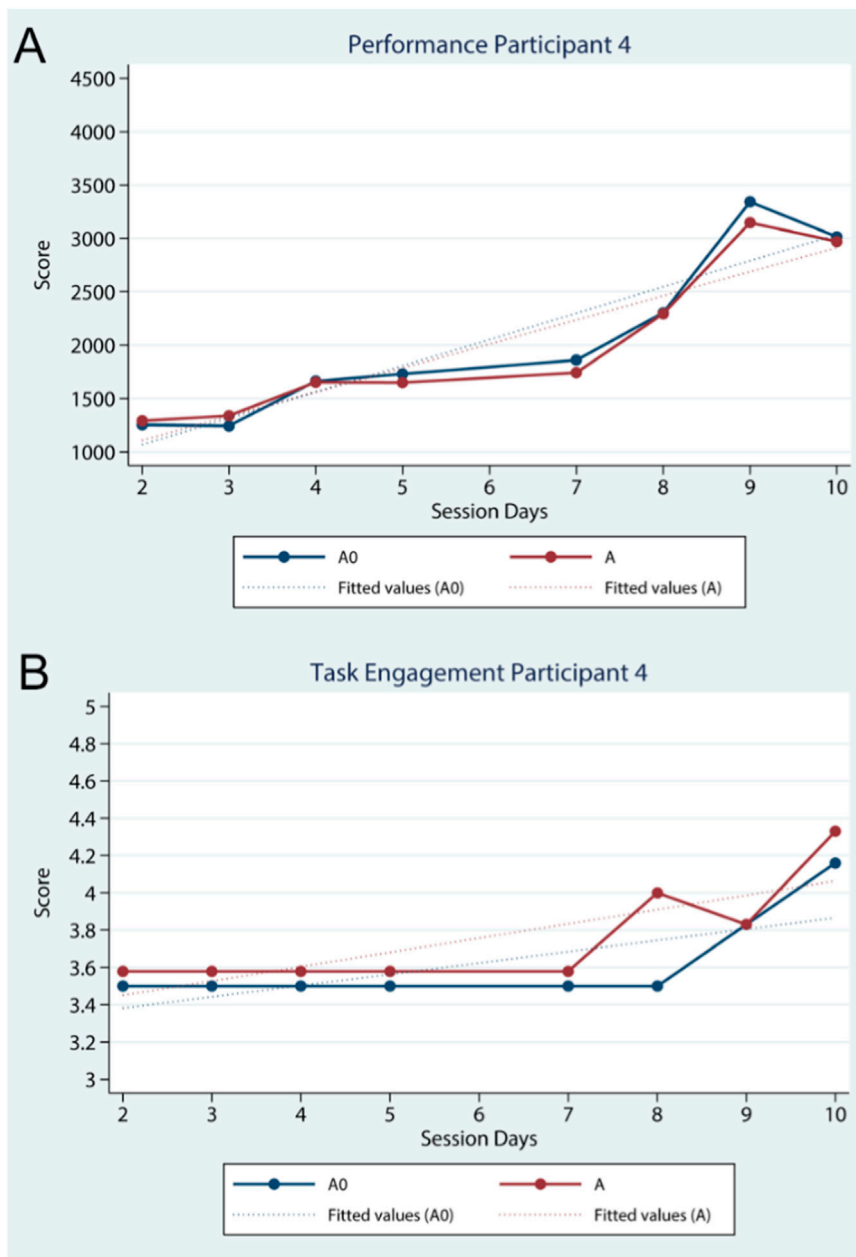 A
Performance Participant 4
4500
4000
3500
3000
2500
2000
1500
1000
Score
2 3 4 5 6 7 8 9 10
Session Days
A0 A
Fitted values (A0) Fitted values (A)
B
Task Engagement Participant 4
5
4.8
4.6
4.4
4.2
4
3.8
3.6
3.4
3.2
3
Score
2 3 4 5 6 7 8 9 10
Session Days
A0 A
Fitted values (A0) Fitted values (A)